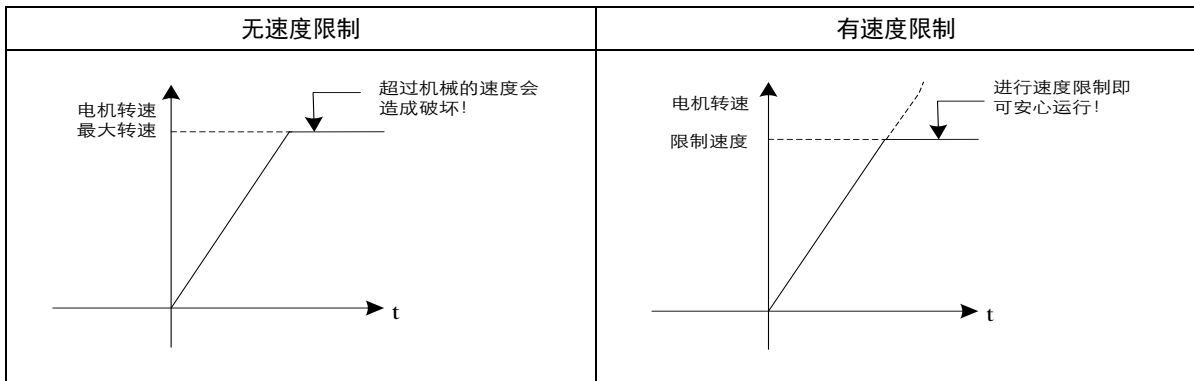 无速度限制
有速度限制
电机转速
最大转速
超过机械的速度会
造成破坏!
t
电机转速
限制速度
进行速度限制即
可安心运行!
t